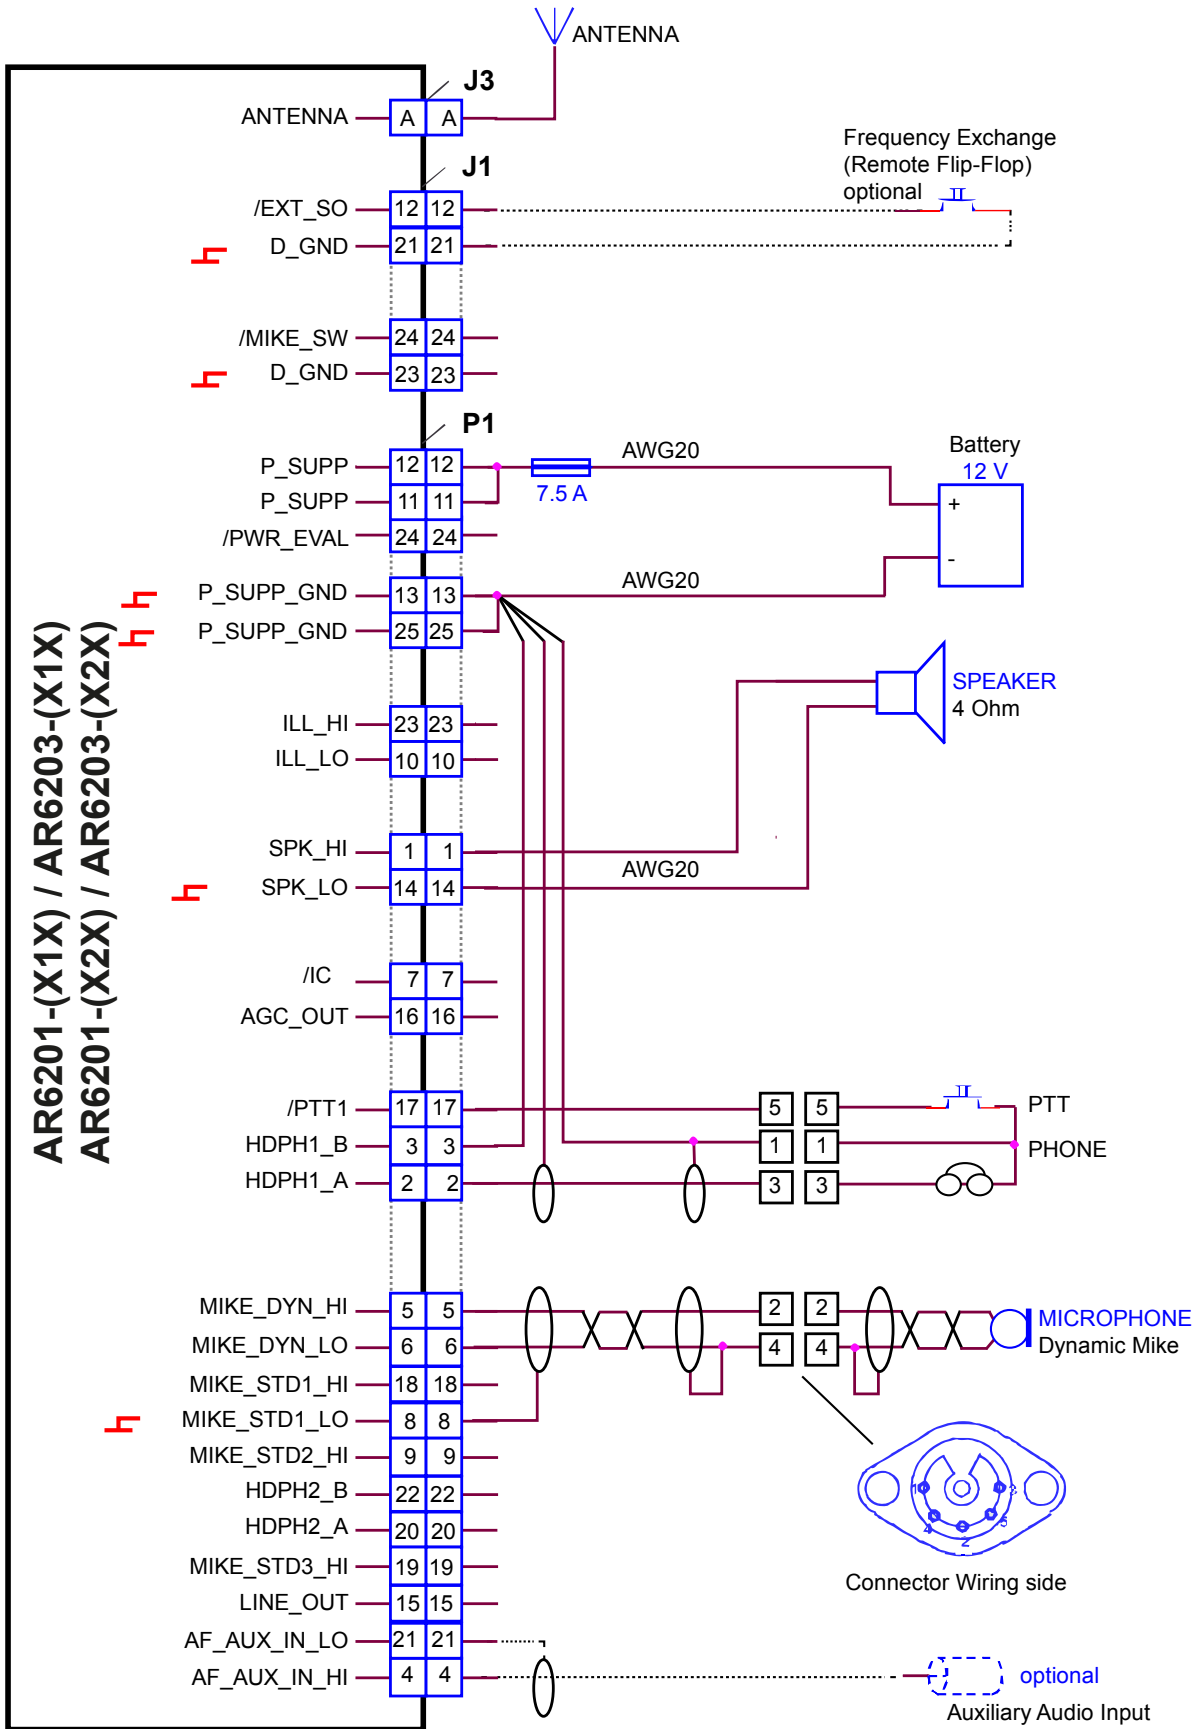 ANTENNA
J3
ANTENNA A A
Frequency Exchange
(Remote Flip-Flop)
optional
J1
/EXT_SO 12 12
D_GND 21 21
/MIKE_SW 24 24
D_GND 23 23
P1
P_SUPP 12 12 AWG20
7.5 A
P_SUPP 11 11
/PWR_EVAL 24 24
Battery
12 V
+
-
P_SUPP_GND 13 13 AWG20
P_SUPP_GND 25 25
AR6201-(X1X) / AR6203-(X1X)
AR6201-(X2X) / AR6203-(X2X)
SPEAKER
4 Ohm
ILL_HI 23 23
ILL_LO 10 10
SPK_HI 1 1
AWG20
SPK_LO 14 14
/IC 7 7
AGC_OUT 16 16
/PTT1 17 17 5 5 PTT
HDPH1_B 3 3 1 1 PHONE
HDPH1_A 2 2 3 3
MIKE_DYN_HI 5 5 2 2 MICROPHONE
MIKE_DYN_LO 6 6 4 4 Dynamic Mike
MIKE_STD1_HI 18 18
MIKE_STD1_LO 8 8
MIKE_STD2_HI 9 9
HDPH2_B 22 22
HDPH2_A 20 20
MIKE_STD3_HI 19 19
LINE_OUT 15 15
1 3
4 5
2
Connector Wiring side
AF_AUX_IN_LO 21 21
AF_AUX_IN_HI 4 4 optional
Auxiliary Audio Input